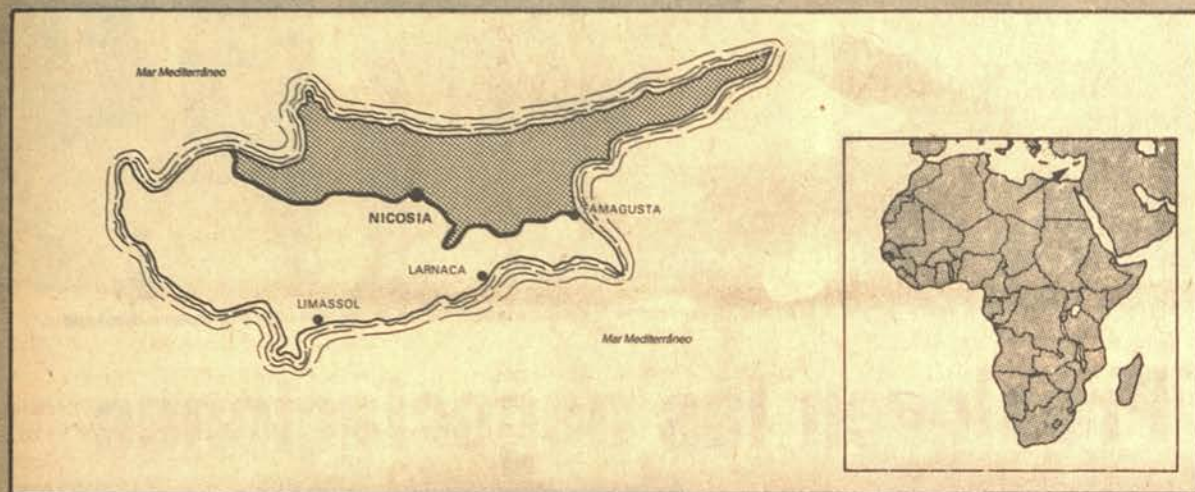 Mar Mediterrâneo
NICOSIA
FAMAGUSTA
LARNACA
LIMASSOL
Mar Mediterrâneo